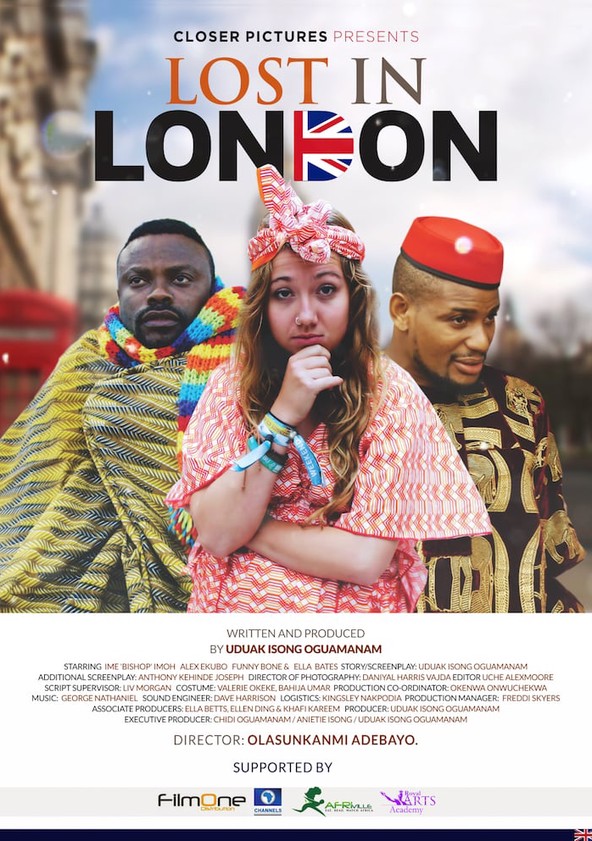 CLOSER PICTURES PRESENTS
LOST IN
LONDON
WRITTEN AND PRODUCED
BY UDUAK ISONG OGUAMANAM
STARRING IME 'BISHOP' IMOH ALEX EKUBO FUNNY BONE & ELLA BATES STORY/SCREENPLAY: UDUAK ISONG OGUAMANAM
ADDITIONAL SCREENPLAY: ANTHONY KEHINDE JOSEPH DIRECTOR OF PHOTOGRAPHY: DANIYAL HARRIS VAJDA EDITOR UCHE ALEXMOORE
SCRIPT SUPERVISOR: LIV MORGAN COSTUME: VALERIE OKEKE, BAHIJA UMAR PRODUCTION CO-ORDINATOR: OKENWA ONWUCHEKWA
MUSIC: GEORGE NATHANIEL SOUND ENGINEER: DAVE HARRISON LOGISTICS: KINGSLEY NAKPODIA PRODUCTION MANAGER: FREDDI SKYERS
ASSOCIATE PRODUCERS: ELLA BETTS, ELLEN DING & KHAFI KAREEM PRODUCER: UDUAK ISONG OGUAMANAM
EXECUTIVE PRODUCER: CHIDI OGUAMANAM / ANIETIE ISONG / UDUAK ISONG OGUAMANAM
DIRECTOR: OLASUNKANMI ADEBAYO.
SUPPORTED BY
FilmOne
Distribution
CHANNELS
AFRIVILLE
Royal
ARTS
Academy